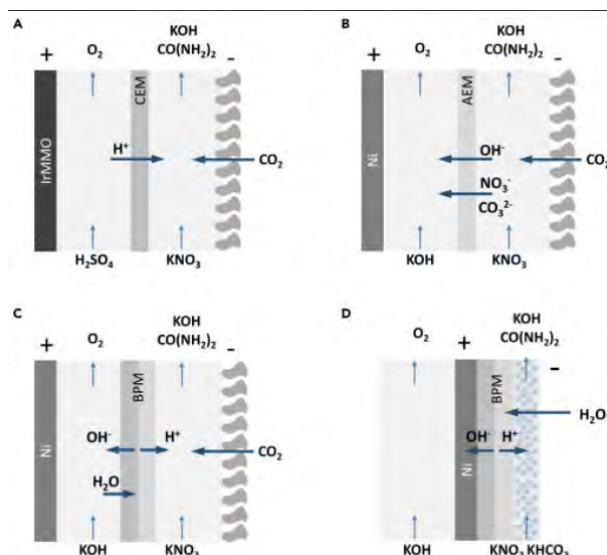 A
B
KOH
O₂ CO(NH₂)₂
+ -
IrMMO
CEM
H⁺
CO₂
H₂SO₄ KNO₃
KOH
O₂ CO(NH₂)₂
+ -
Ni
AEM
OH⁻
CO₂
NO₃⁻
CO₃²⁻
KOH KNO₃
C
D
KOH
O₂ CO(NH₂)₂
+ -
Ni
BPM
OH⁻ H⁺
CO₂
H₂O
KOH KNO₃
KOH
O₂ CO(NH₂)₂
+ -
BPM
H₂O
OH⁻ H⁺
Ni
KOH KNO₃ KHCO₃